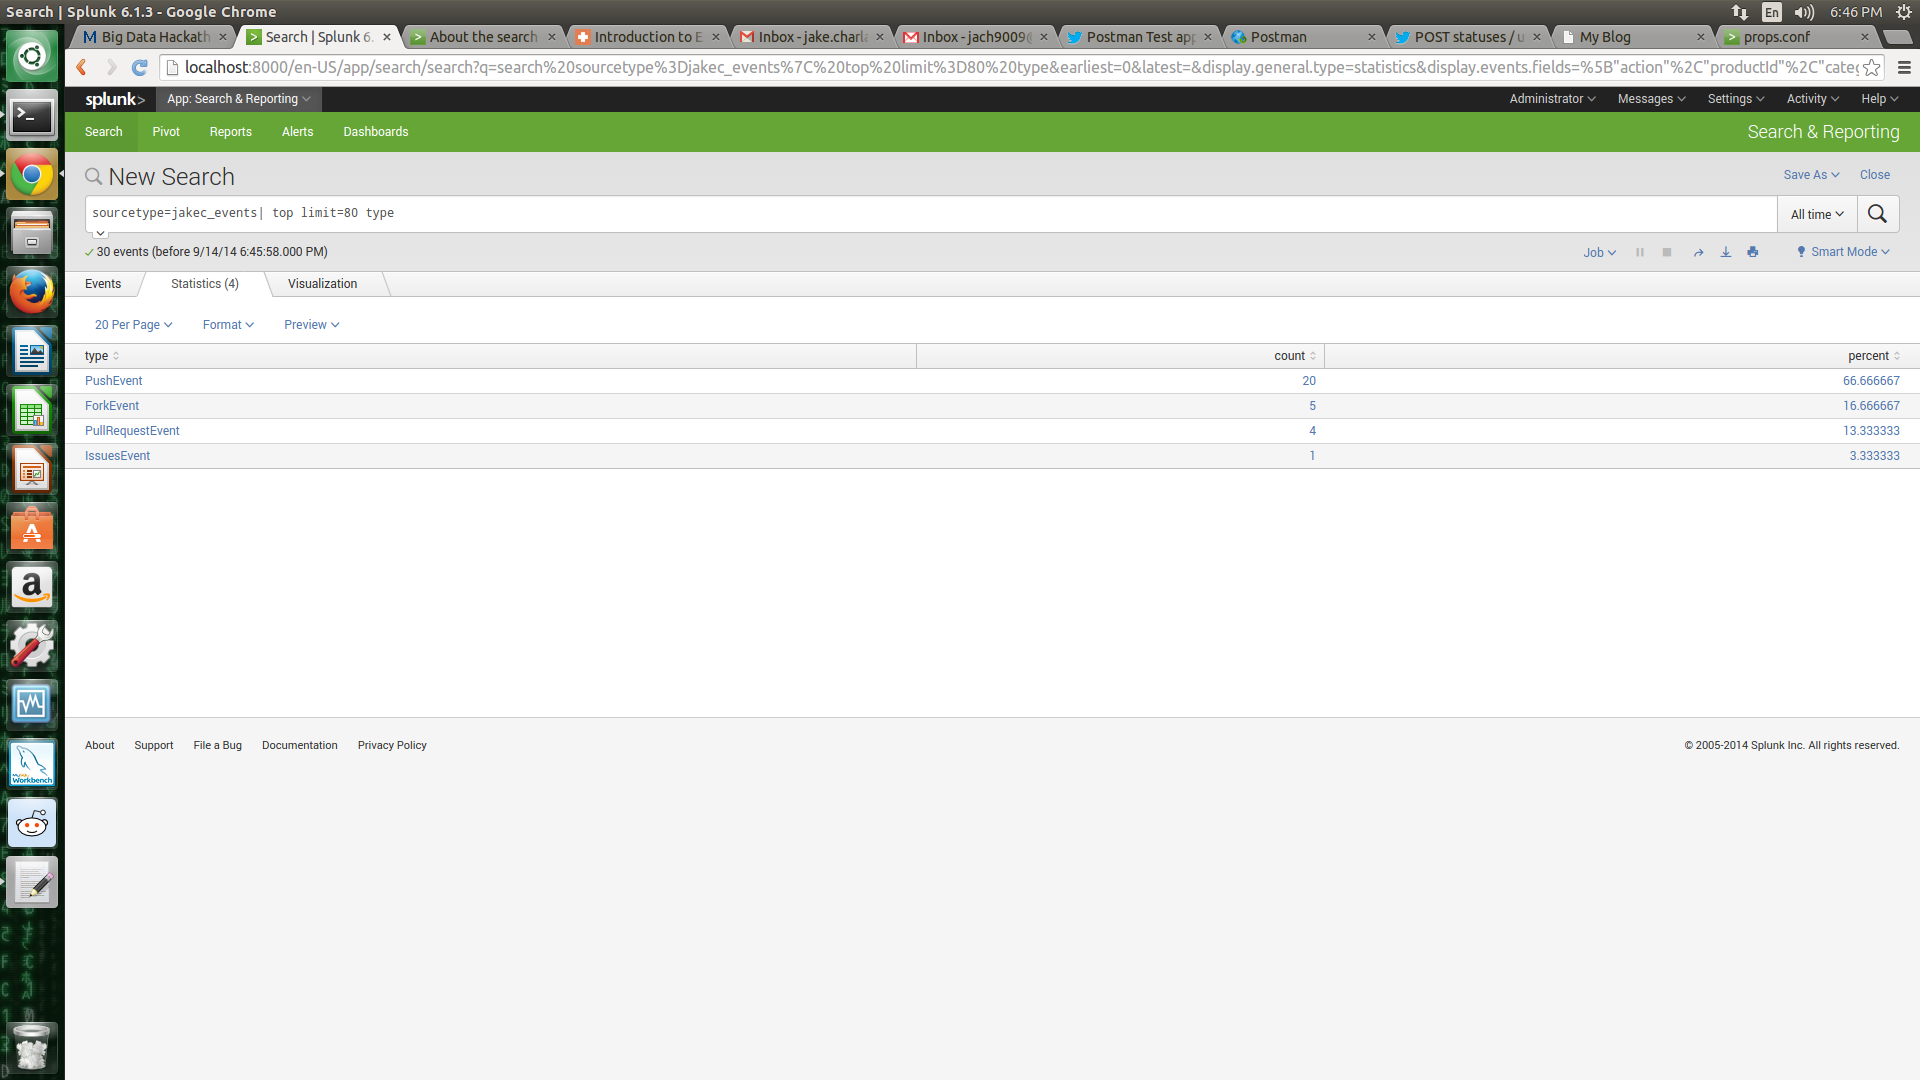 Search | Splunk 6.1.3 - Google Chrome
En
6:46 PM
Big Data Hackath
Search | Splunk 6.
About the search
Introduction to E
Inbox - jake.charla
Inbox - jach9009@
Postman Test app
Postman
POST statuses / u
My Blog
props.conf
localhost:8000/en-US/app/search/search?q=search%20sourcetype%3Djakec_events%7C%20top%20limit%3D80%20type&earliest=0&latest=&display.general.type=statistics&display.events.fields=%5B"action"%2C"productId"%2C"categ
splunk>
App: Search & Reporting
Administrator
Messages
Settings
Activity
Help
Search
Pivot
Reports
Alerts
Dashboards
Search & Reporting
New Search
Save As
Close
sourcetype=jakec_events| top limit=80 type
All time
30 events (before 9/14/14 6:45:58.000 PM)
Job
Smart Mode
Events
Statistics (4)
Visualization
20 Per Page
Format
Preview
type count percent
PushEvent 20 66.666667
ForkEvent 5 16.666667
PullRequestEvent 4 13.333333
IssuesEvent 1 3.333333
Workbench
About
Support
File a Bug
Documentation
Privacy Policy
© 2005-2014 Splunk Inc. All rights reserved.